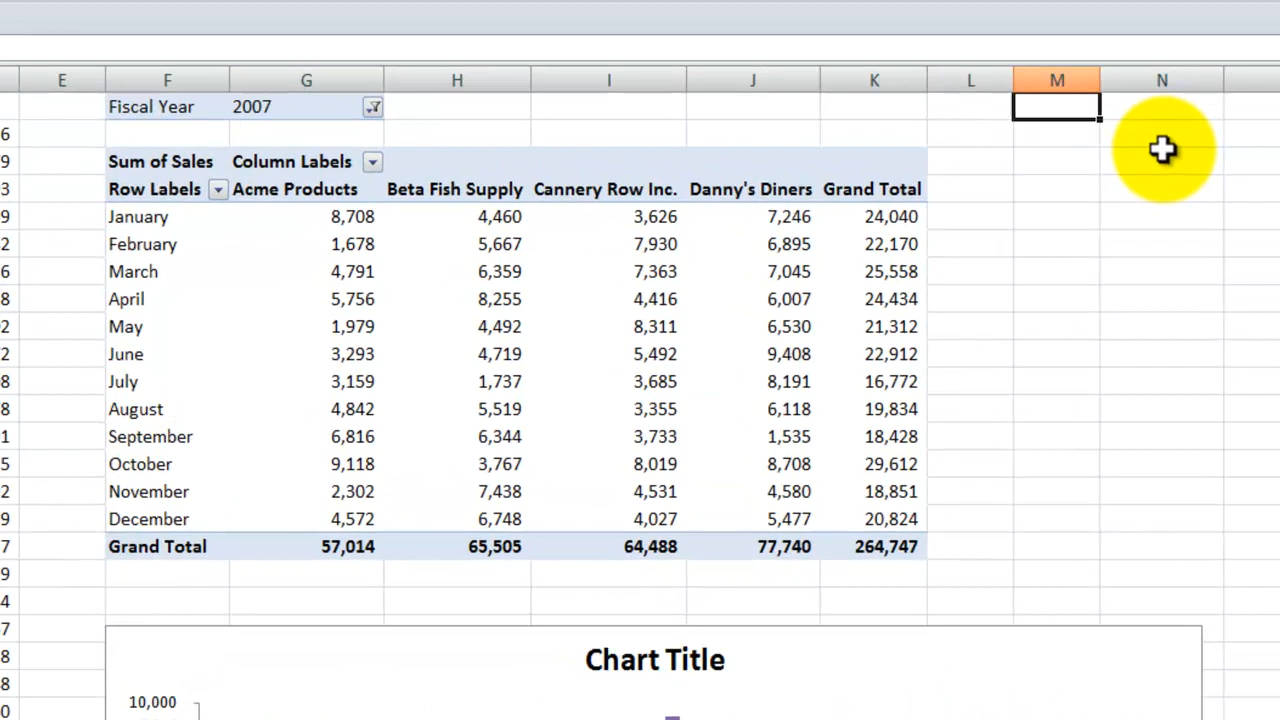 E F G H I J K L M N
Fiscal Year 2007
6
9 Sum of Sales Column Labels
3 Row Labels Acme Products Beta Fish Supply Cannery Row Inc. Danny's Diners Grand Total
9 January 8,708 4,460 3,626 7,246 24,040
2 February 1,678 5,667 7,930 6,895 22,170
6 March 4,791 6,359 7,363 7,045 25,558
8 April 5,756 8,255 4,416 6,007 24,434
2 May 1,979 4,492 8,311 6,530 21,312
2 June 3,293 4,719 5,492 9,408 22,912
8 July 3,159 1,737 3,685 8,191 16,772
8 August 4,842 5,519 3,355 6,118 19,834
1 September 6,816 6,344 3,733 1,535 18,428
5 October 9,118 3,767 8,019 8,708 29,612
2 November 2,302 7,438 4,531 4,580 18,851
9 December 4,572 6,748 4,027 5,477 20,824
7 Grand Total 57,014 65,505 64,488 77,740 264,747
9
4
7
8 Chart Title
8
0 10,000